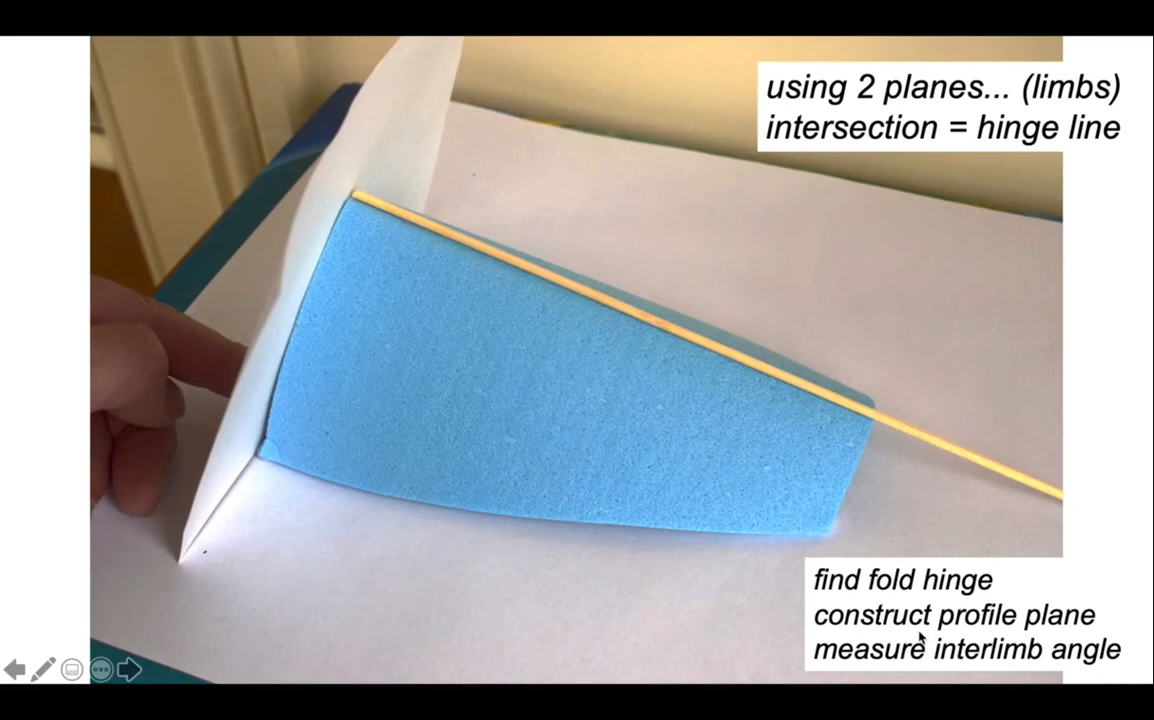 using 2 planes... (limbs)
intersection = hinge line
find fold hinge
construct profile plane
measure interlimb angle